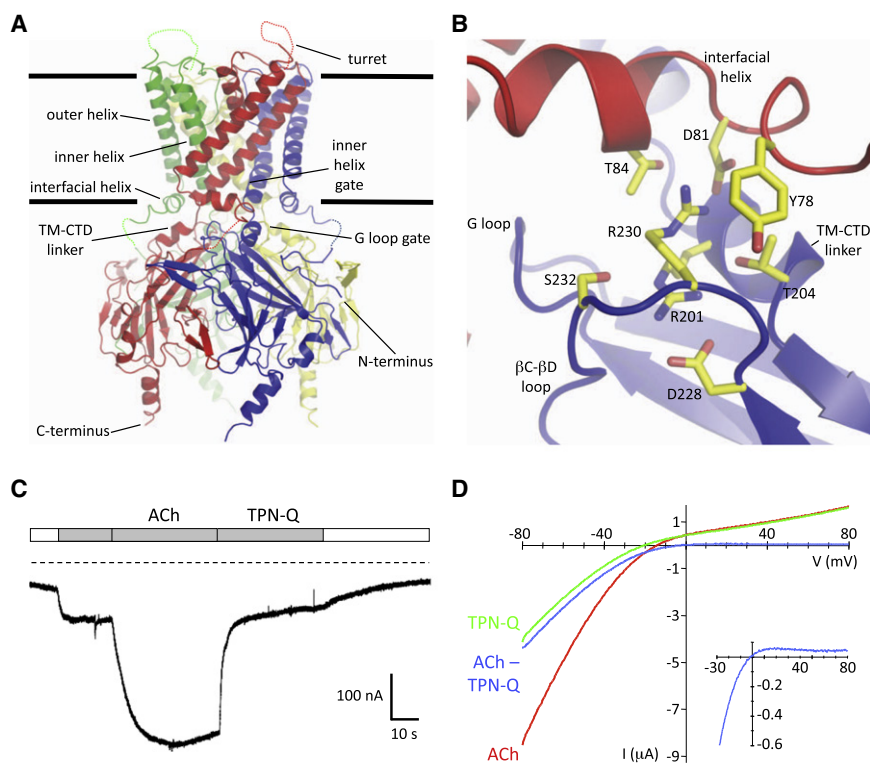 A
turret
outer helix
inner helix
inner
helix
gate
interfacial helix
TM-CTD
linker
G loop gate
N-terminus
C-terminus
B
interfacial
helix
D81
T84
Y78
G loop
R230
TM-CTD
linker
S232
T204
R201
βC-βD
loop
D228
C
ACh
TPN-Q
100 nA
10 s
D
-80
-40
1
40
80
V (mV)
-1
-3
TPN-Q
ACh –
TPN-Q
-5
-30
40
80
-0.2
-0.4
-0.6
-7
ACh
I (μA)
-9